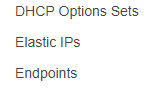 DHCP Options Sets
Elastic IPs
Endpoints